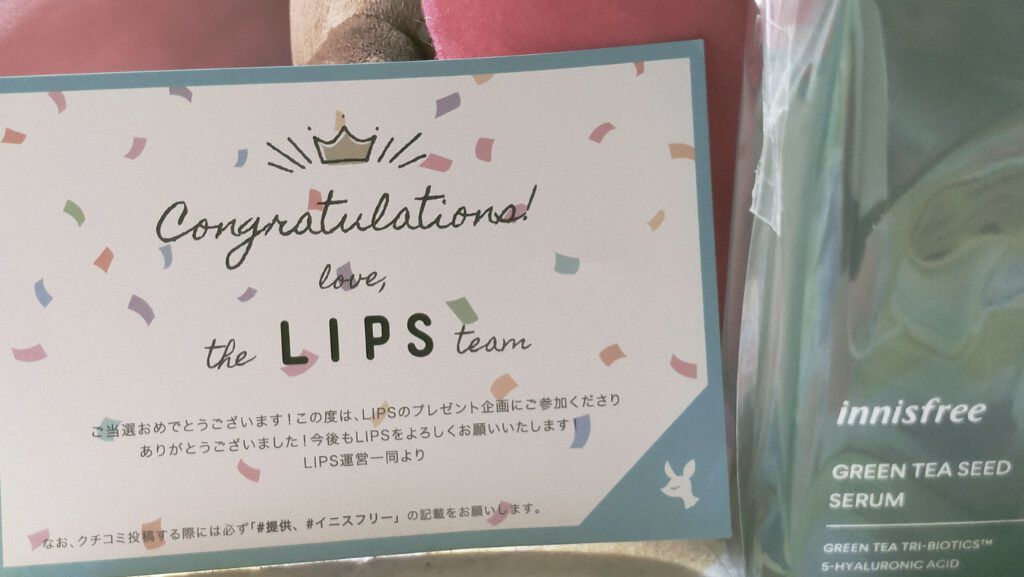 Congratulations!
love,
the LIPS team
ご当選おめでとうございます！この度は、LIPSのプレゼント企画にご参加くださり
ありがとうございました！今後もLIPSをよろしくお願いいたします！
LIPS運営一同より
なお、クチコミ投稿する際には必ず「#提供、#イニスフリー」の記載をお願いします。
innisfree
GREEN TEA SEED
SERUM
GREEN TEA TRI-BIOTICS™
5-HYALURONIC ACID